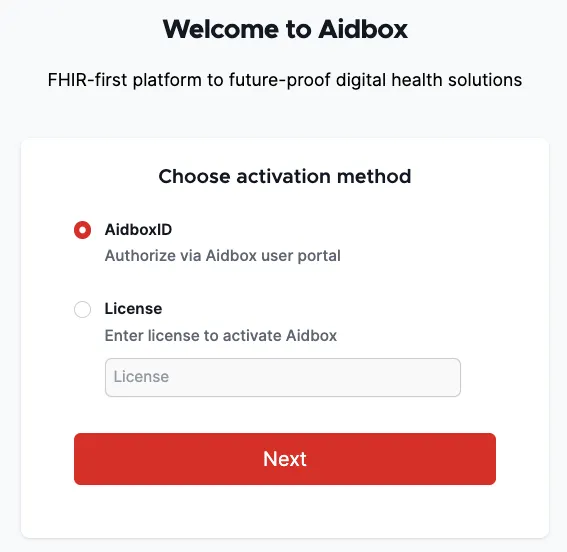 Welcome to Aidbox
FHIR-first platform to future-proof digital health solutions
Choose activation method
AidboxID
Authorize via Aidbox user portal
License
Enter license to activate Aidbox
License
Next